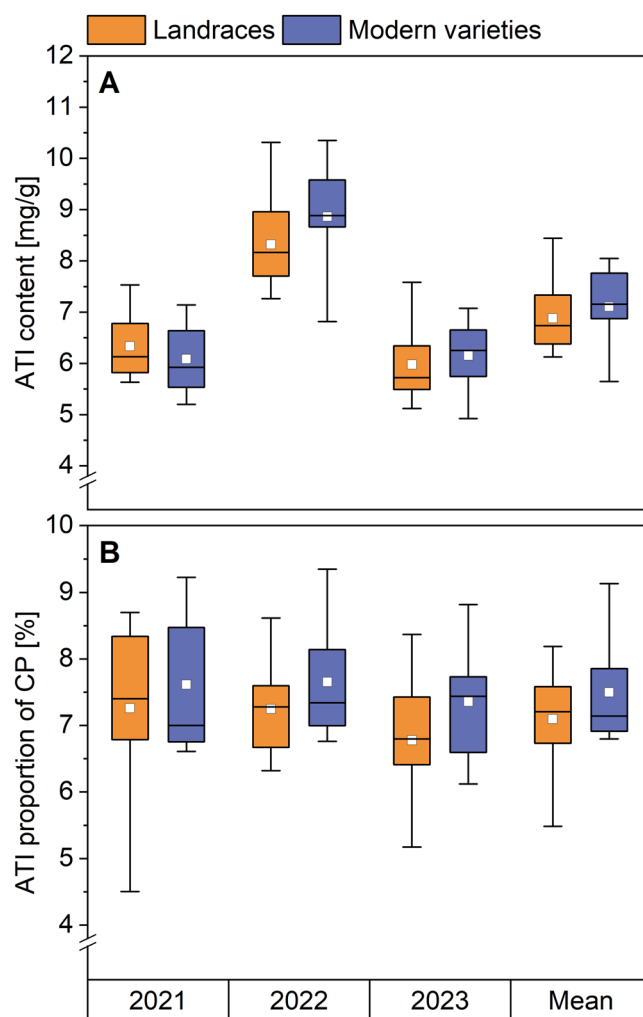 Landraces Modern varieties
A
12
11
10
9
8
7
6
5
4
ATI content [mg/g]
B
10
9
8
7
6
5
4
ATI proportion of CP [%]
2021 2022 2023 Mean